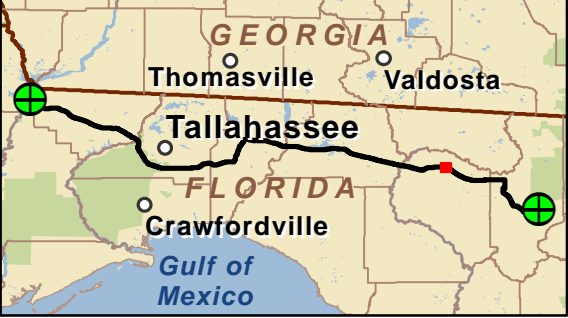 GEORGIA
Thomasville
Valdosta
Tallahassee
FLORIDA
Crawfordville
Gulf of
Mexico